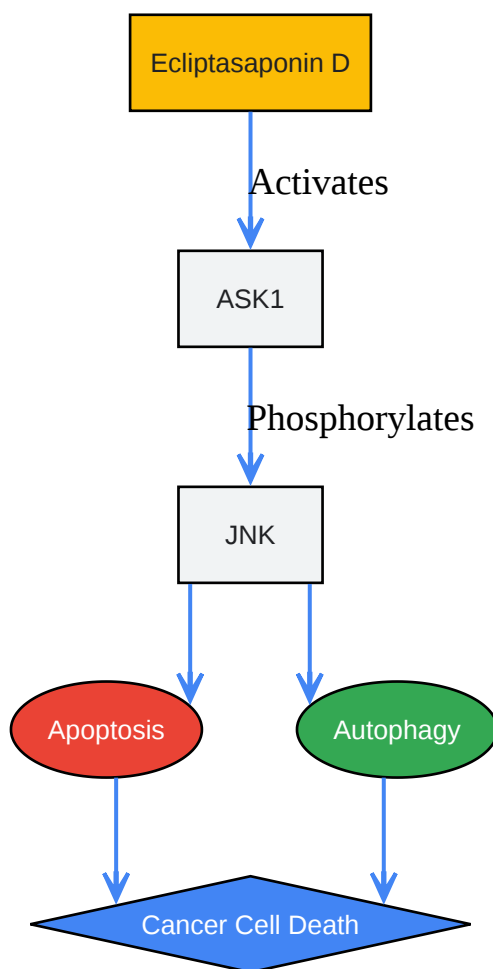 Ecliptasaponin D
Activates
ASK1
Phosphorylates
JNK
Apoptosis
Autophagy
Cancer Cell Death